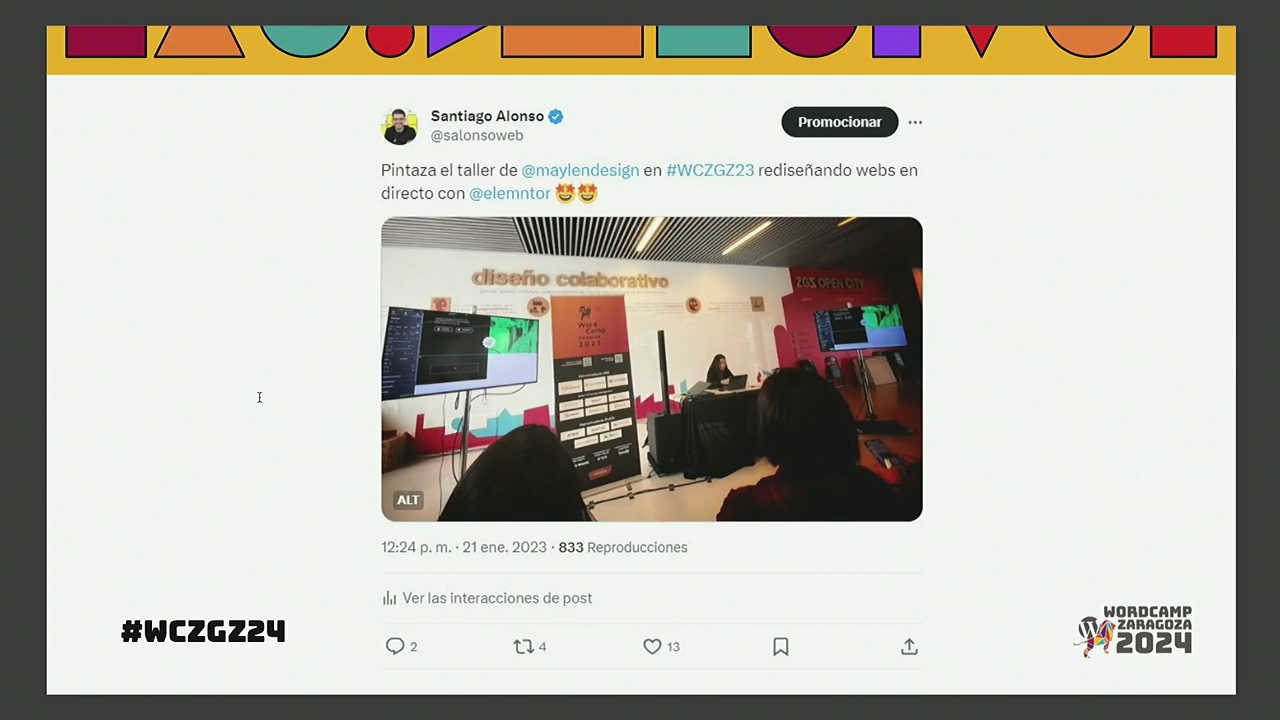 Santiago Alonso
@salonsoweb
Promocionar
Pintaza el taller de @maylendesign en #WCZGZ23 rediseñando webs en
directo con @elemntor 🤩🤩
diseño colaborativo
ZGZ OPEN CITY
Word
Camp
2023
ALT
12:24 p. m. · 21 ene. 2023 · 833 Reproducciones
Ver las interacciones de post
2
4
13
#WCZGZ24
WORDCAMP
ZARAGOZA
2024